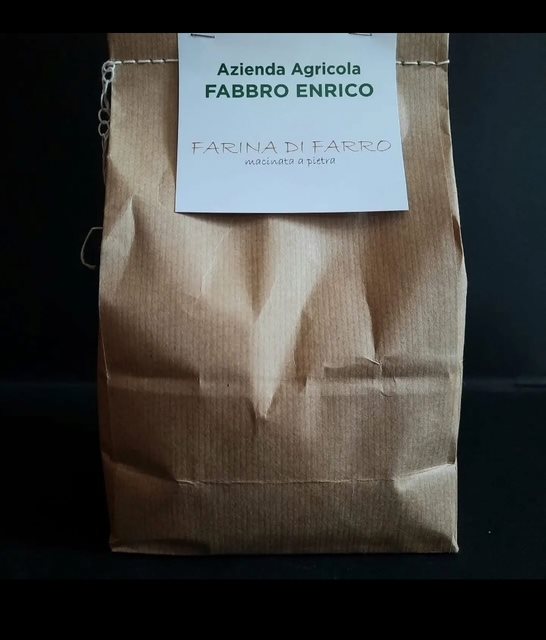 Azienda Agricola
FABBRO ENRICO
FARINA DI FARRO
macinata a pietra